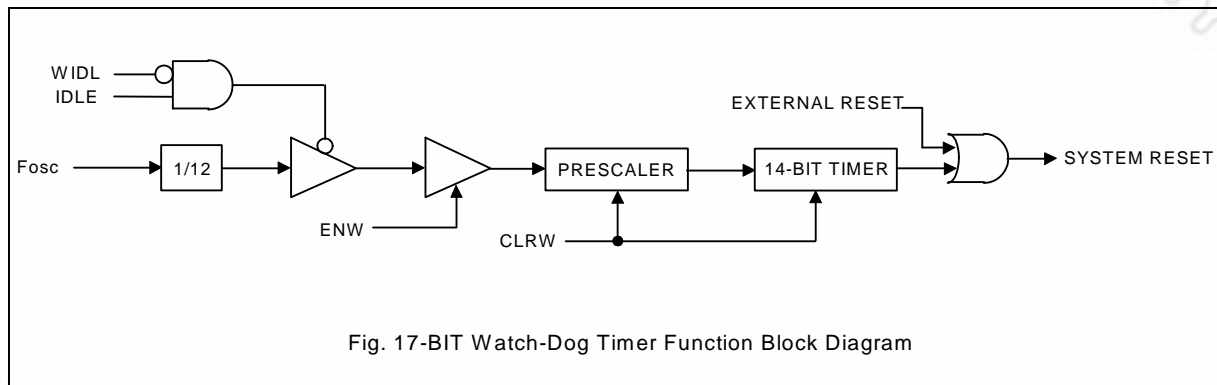 WIDL
IDLE
EXTERNAL RESET
Fosc
1/12
PRESCALER
14-BIT TIMER
SYSTEM RESET
ENW
CLRW
Fig. 17-BIT Watch-Dog Timer Function Block Diagram